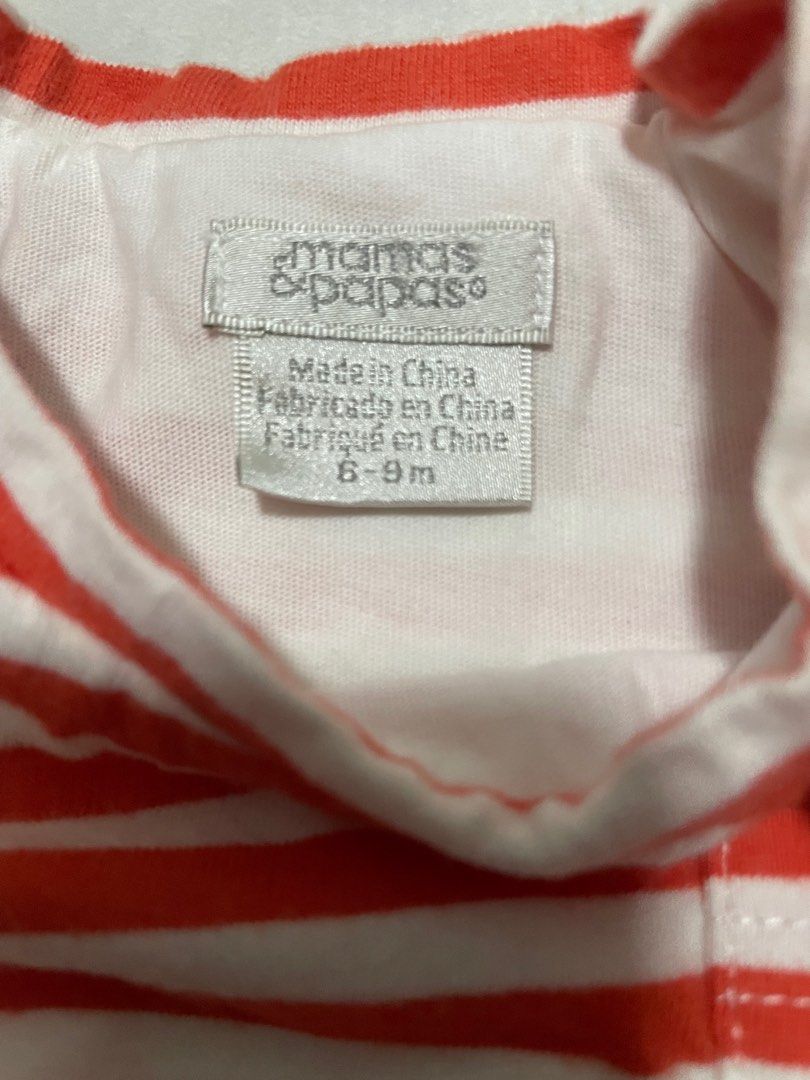 mamas
& papas®
Made in China
Fabricado en China
Fabriqué en Chine
6-9m